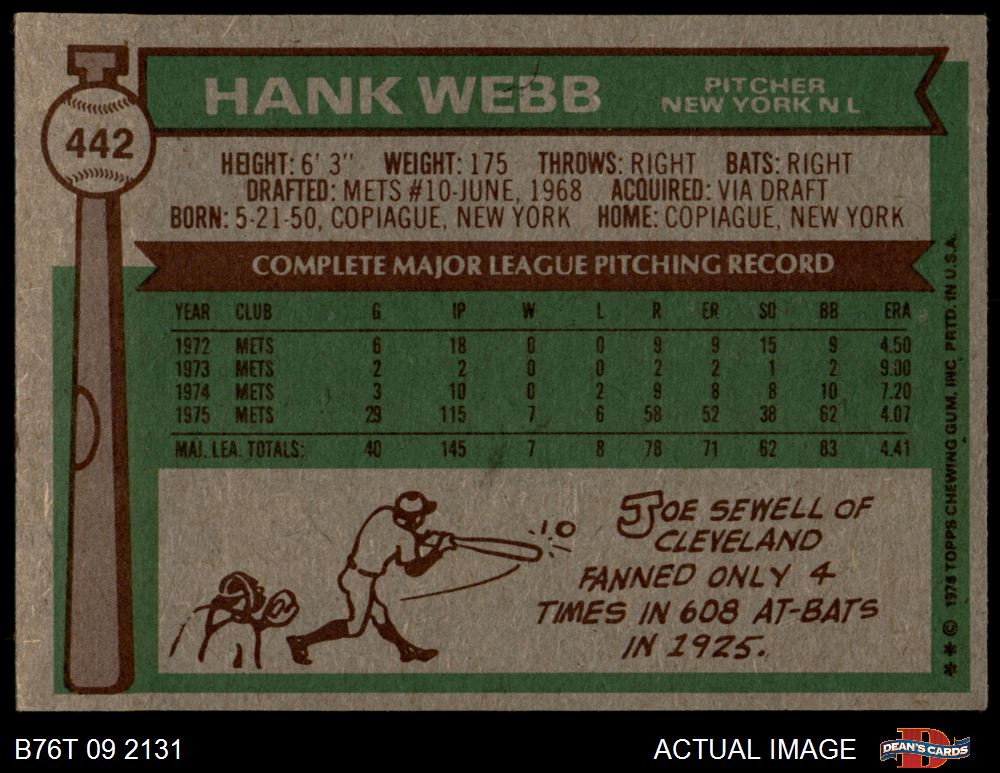 HANK WEBB
PITCHER
NEW YORK N L
442
HEIGHT: 6' 3" WEIGHT: 175 THROWS: RIGHT BATS: RIGHT
DRAFTED: METS #10-JUNE, 1968 ACQUIRED: VIA DRAFT
BORN: 5-21-50, COPIAGUE, NEW YORK HOME: COPIAGUE, NEW YORK
COMPLETE MAJOR LEAGUE PITCHING RECORD
YEAR CLUB G IP W L R ER SO BB ERA
1972 METS 6 18 0 0 9 9 15 9 4.50
1973 METS 2 2 0 0 2 2 1 2 9.00
1974 METS 3 10 0 2 9 8 8 10 7.20
1975 METS 29 115 7 6 58 52 38 62 4.07
MAJ. LEA. TOTALS: 40 145 7 8 78 71 62 83 4.41
JOE SEWELL OF
CLEVELAND
FANNED ONLY 4
TIMES IN 608 AT-BATS
IN 1925.
** © 1976 TOPPS CHEWING GUM, INC. PRTD. IN U.S.A.
B76T 09 2131
ACTUAL IMAGE
DEAN'S CARDS